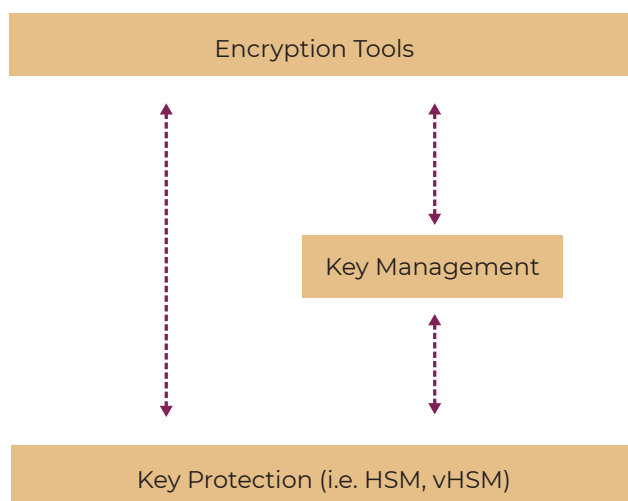 Encryption Tools
Key Management
Key Protection (i.e. HSM, vHSM)